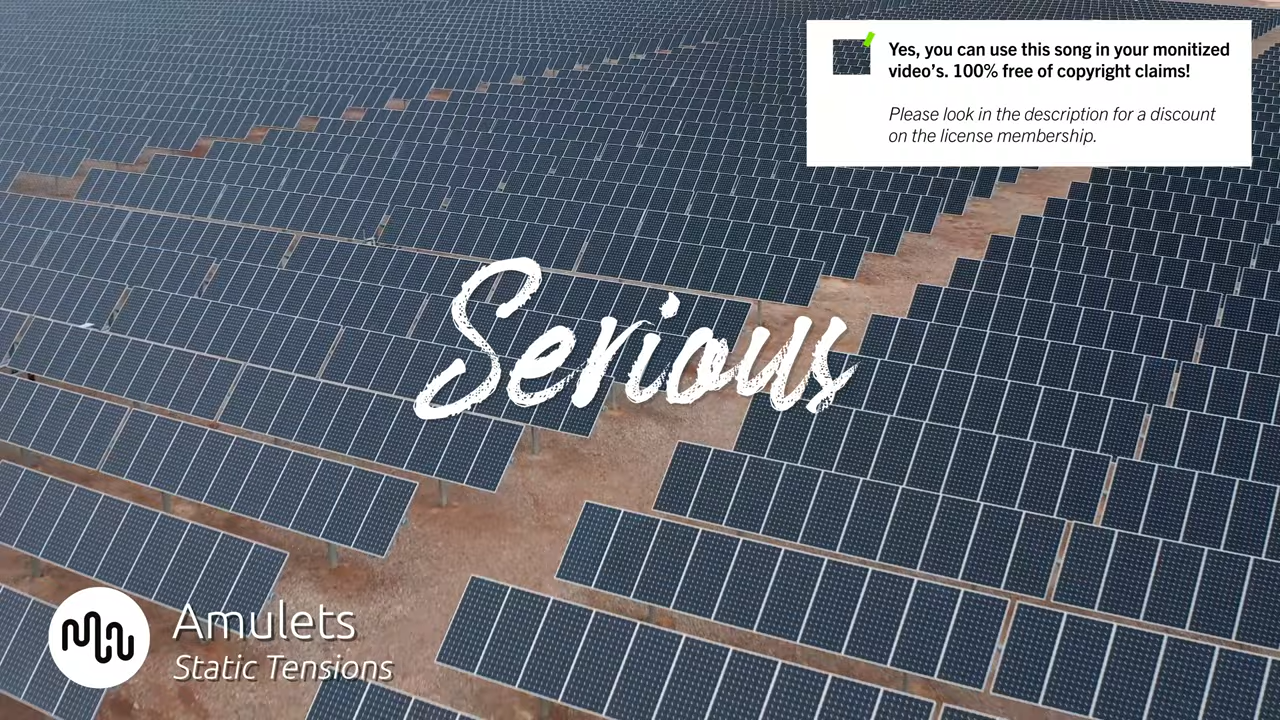 Yes, you can use this song in your monitized
video's. 100% free of copyright claims!
Please look in the description for a discount
on the license membership.
Serious
Amulets
Static Tensions